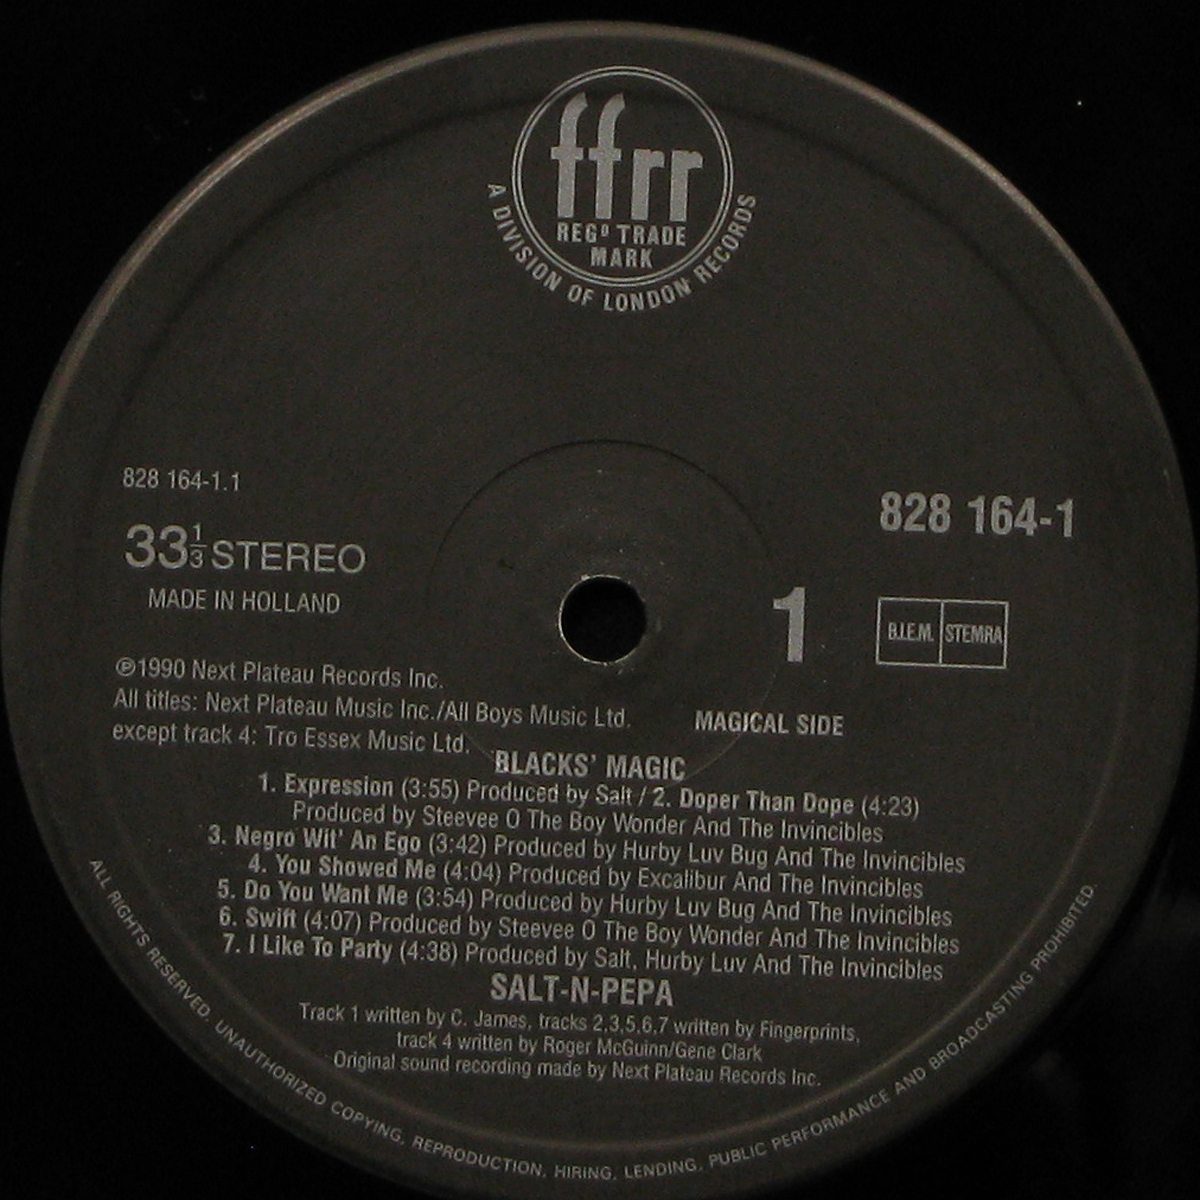 ffrr
REGᴰ TRADE
MARK
A DIVISION OF LONDON RECORDS
828 164-1.1
33⅓ STEREO
MADE IN HOLLAND
828 164-1
1
B.I.E.M. STEMRA
℗1990 Next Plateau Records Inc.
All titles: Next Plateau Music Inc./All Boys Music Ltd.
except track 4: Tro Essex Music Ltd.
MAGICAL SIDE
BLACKS' MAGIC
1. Expression (3:55) Produced by Salt / 2. Doper Than Dope (4:23)
Produced by Steevee O The Boy Wonder And The Invincibles
3. Negro Wit' An Ego (3:42) Produced by Hurby Luv Bug And The Invincibles
4. You Showed Me (4:04) Produced by Excalibur And The Invincibles
5. Do You Want Me (3:54) Produced by Hurby Luv Bug And The Invincibles
6. Swift (4:07) Produced by Steevee O The Boy Wonder And The Invincibles
7. I Like To Party (4:38) Produced by Salt, Hurby Luv And The Invincibles
SALT-N-PEPA
Track 1 written by C. James, tracks 2,3,5,6,7 written by Fingerprints,
track 4 written by Roger McGuinn/Gene Clark
Original sound recording made by Next Plateau Records Inc.
ALL RIGHTS RESERVED. UNAUTHORIZED COPYING, REPRODUCTION, HIRING, LENDING, PUBLIC PERFORMANCE AND BROADCASTING PROHIBITED.